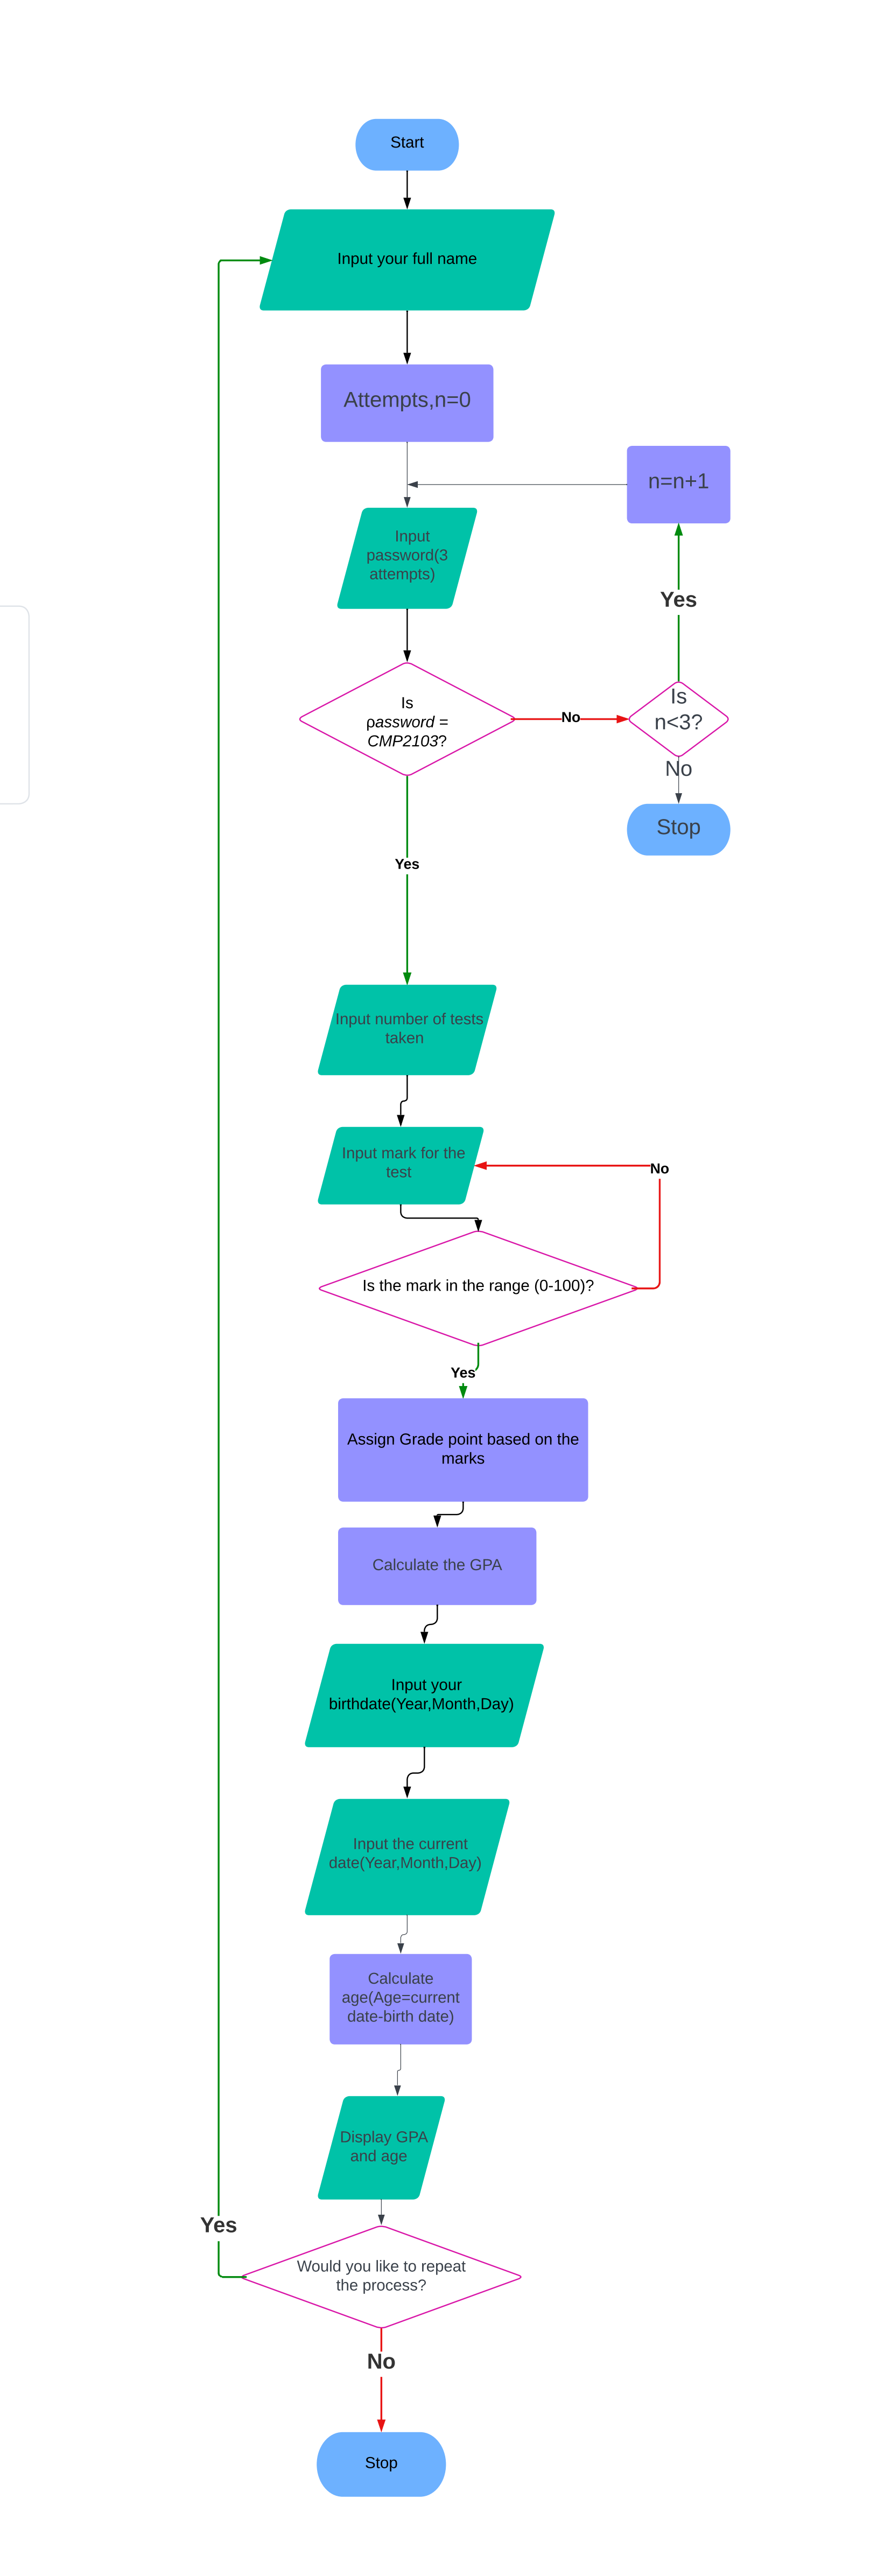 Start
Input your full name
Attempts,n=0
n=n+1
Input
password(3
attempts)
Yes
Is
password =
CMP2103?
No
Is
n<3?
No
Stop
Yes
Input number of tests
taken
Input mark for the
test
No
Is the mark in the range (0-100)?
Yes
Assign Grade point based on the
marks
Calculate the GPA
Input your
birthdate(Year,Month,Day)
Input the current
date(Year,Month,Day)
Calculate
age(Age=current
date-birth date)
Display GPA
and age
Yes
Would you like to repeat
the process?
No
Stop